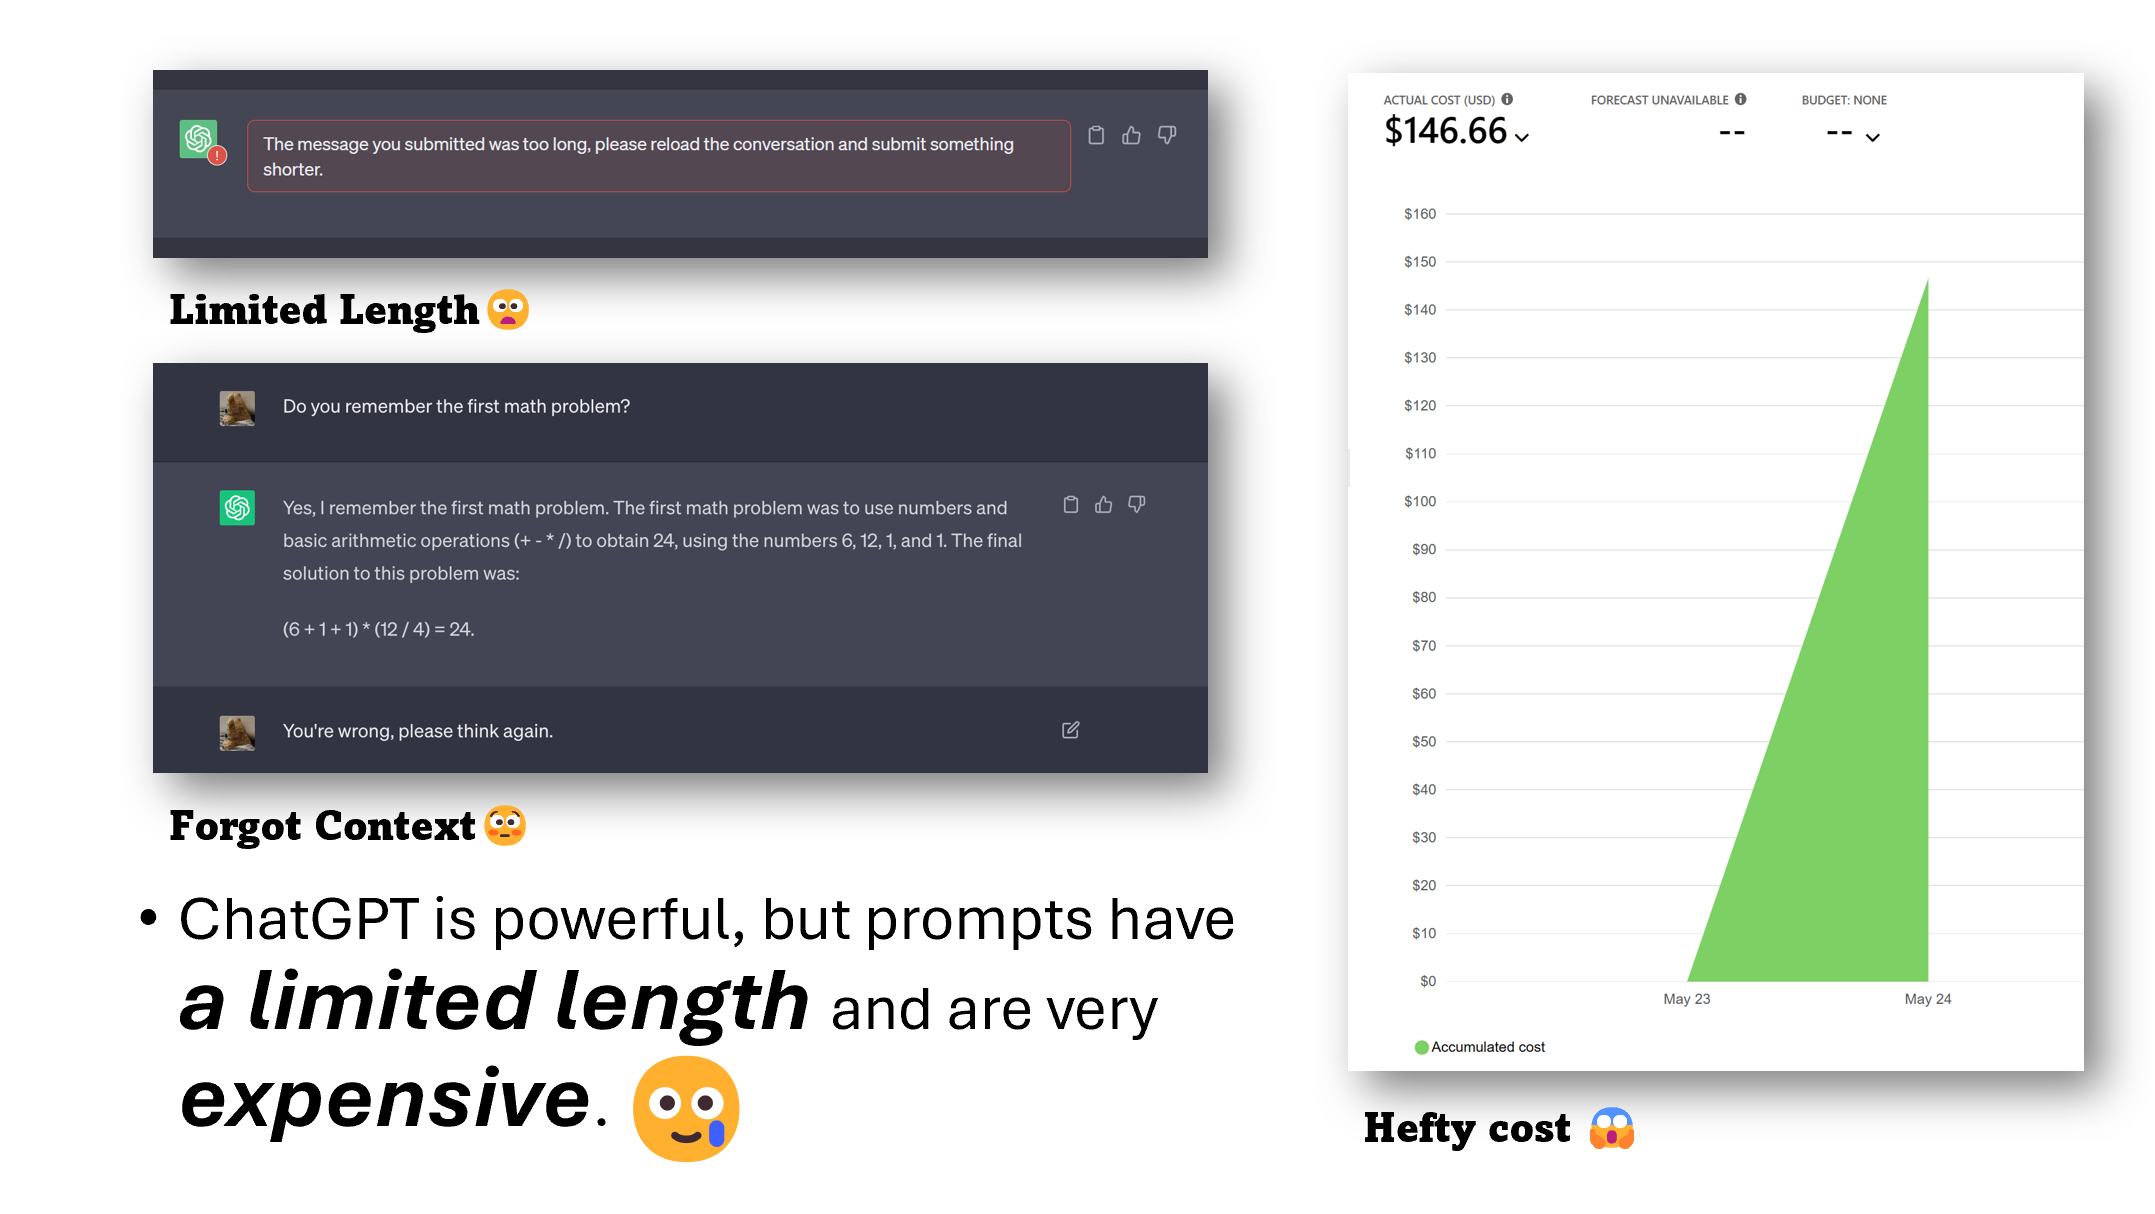 The message you submitted was too long, please reload the conversation and submit something
shorter.
Limited Length
Do you remember the first math problem?
Yes, I remember the first math problem. The first math problem was to use numbers and
basic arithmetic operations (+ - * /) to obtain 24, using the numbers 6, 12, 1, and 1. The final
solution to this problem was:
(6 + 1 + 1) * (12 / 4) = 24.
You're wrong, please think again.
Forgot Context
• ChatGPT is powerful, but prompts have
a limited length and are very
expensive.
ACTUAL COST (USD)
$146.66
FORECAST UNAVAILABLE
--
BUDGET: NONE
--
$160
$150
$140
$130
$120
$110
$100
$90
$80
$70
$60
$50
$40
$30
$20
$10
$0
May 23
May 24
Accumulated cost
Hefty cost